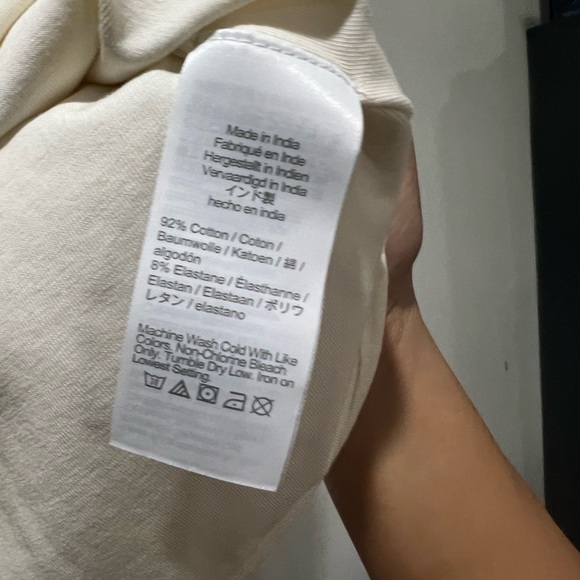 Made in India
Fabriqué en Inde
Hergestellt in Indien
Vervaardigd in India
インド製
hecho en india
92% Cotton / Coton /
Baumwolle / Katoen / 綿 /
algodón
8% Elastane / Élasthanne /
Elastan / Elastaan / ポリウ
レタン / elastano
Machine Wash Cold With Like
Colors. Non-Chlorine Bleach
Only. Tumble Dry Low. Iron on
Lowest Setting.